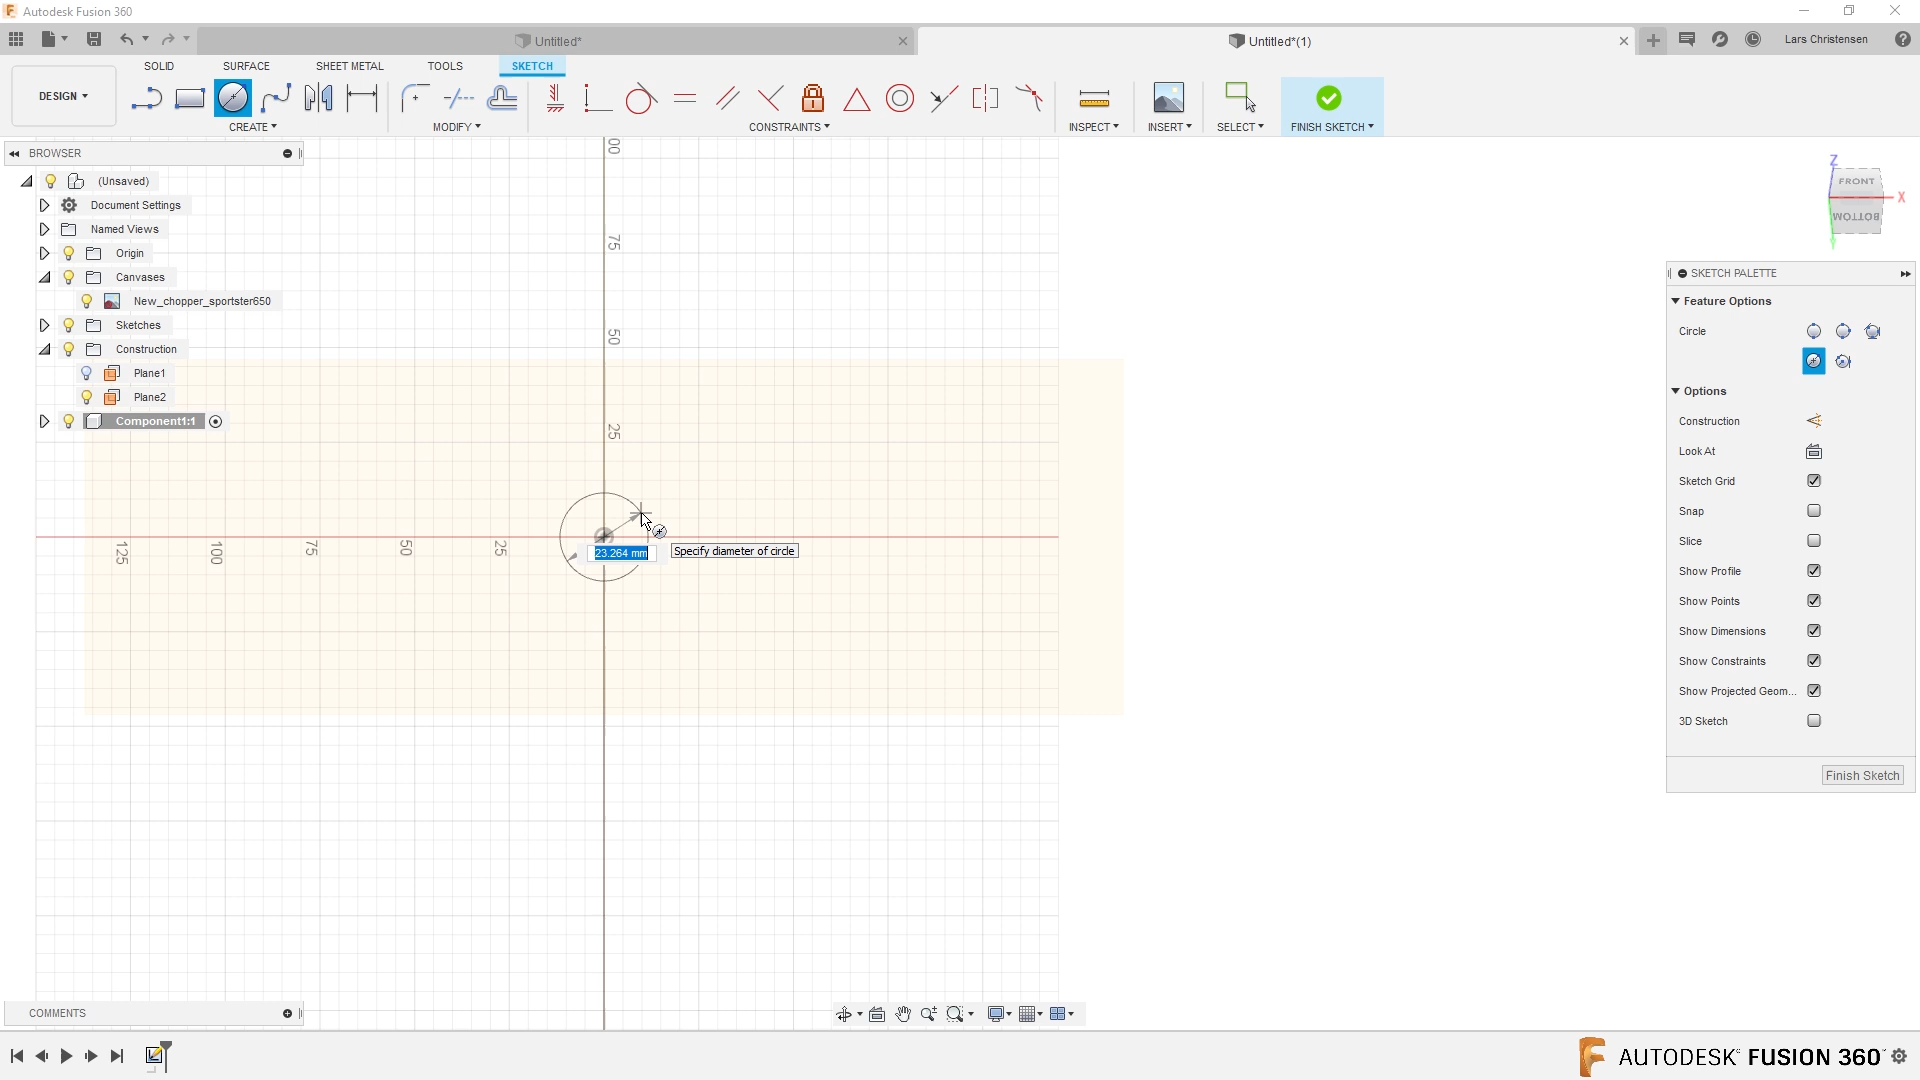 Autodesk Fusion 360
Untitled*
Untitled*(1)
Lars Christensen
SOLID
SURFACE
SHEET METAL
TOOLS
SKETCH
DESIGN
CREATE
MODIFY
CONSTRAINTS
INSPECT
INSERT
SELECT
FINISH SKETCH
BROWSER
(Unsaved)
Document Settings
Named Views
Origin
Canvases
New_chopper_sportster650
Sketches
Construction
Plane1
Plane2
Component1:1
00
75
50
25
125
100
75
50
25
23.264 mm
Specify diameter of circle
Z
FRONT
X
BOTTOM
SKETCH PALETTE
Feature Options
Circle
Options
Construction
Look At
Sketch Grid
Snap
Slice
Show Profile
Show Points
Show Dimensions
Show Constraints
Show Projected Geom...
3D Sketch
Finish Sketch
COMMENTS
AUTODESK FUSION 360